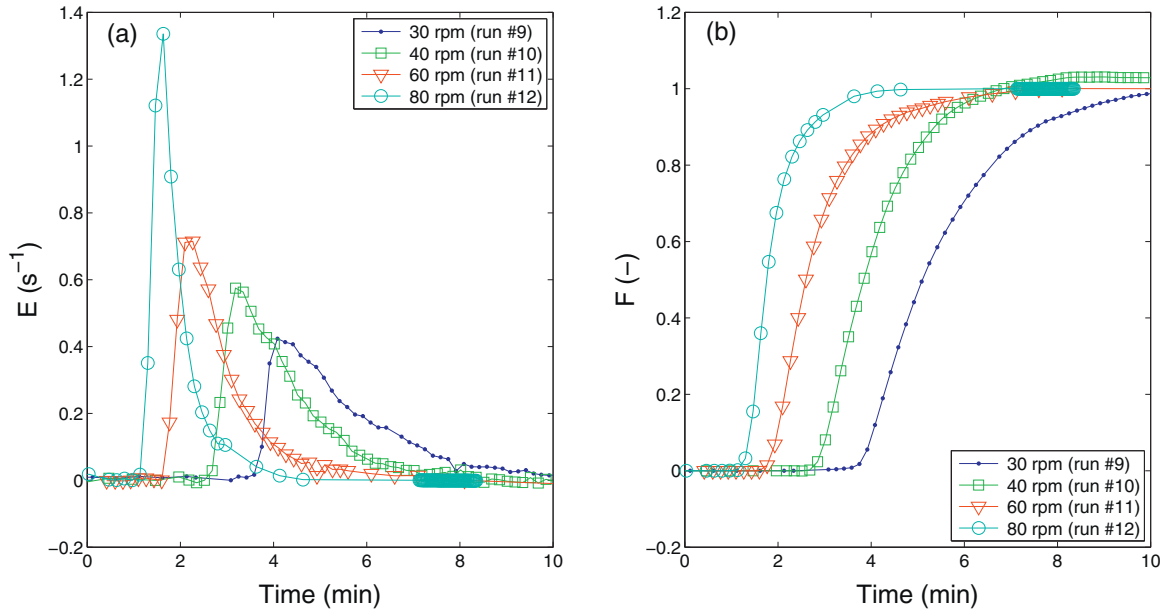 (a)
30 rpm (run #9)
40 rpm (run #10)
60 rpm (run #11)
80 rpm (run #12)
1.4
1.2
1
0.8
0.6
0.4
0.2
0
−0.2
E (s⁻¹)
0 2 4 6 8 10
Time (min)
(b)
30 rpm (run #9)
40 rpm (run #10)
60 rpm (run #11)
80 rpm (run #12)
1.2
1
0.8
0.6
0.4
0.2
0
−0.2
F (−)
0 2 4 6 8 10
Time (min)